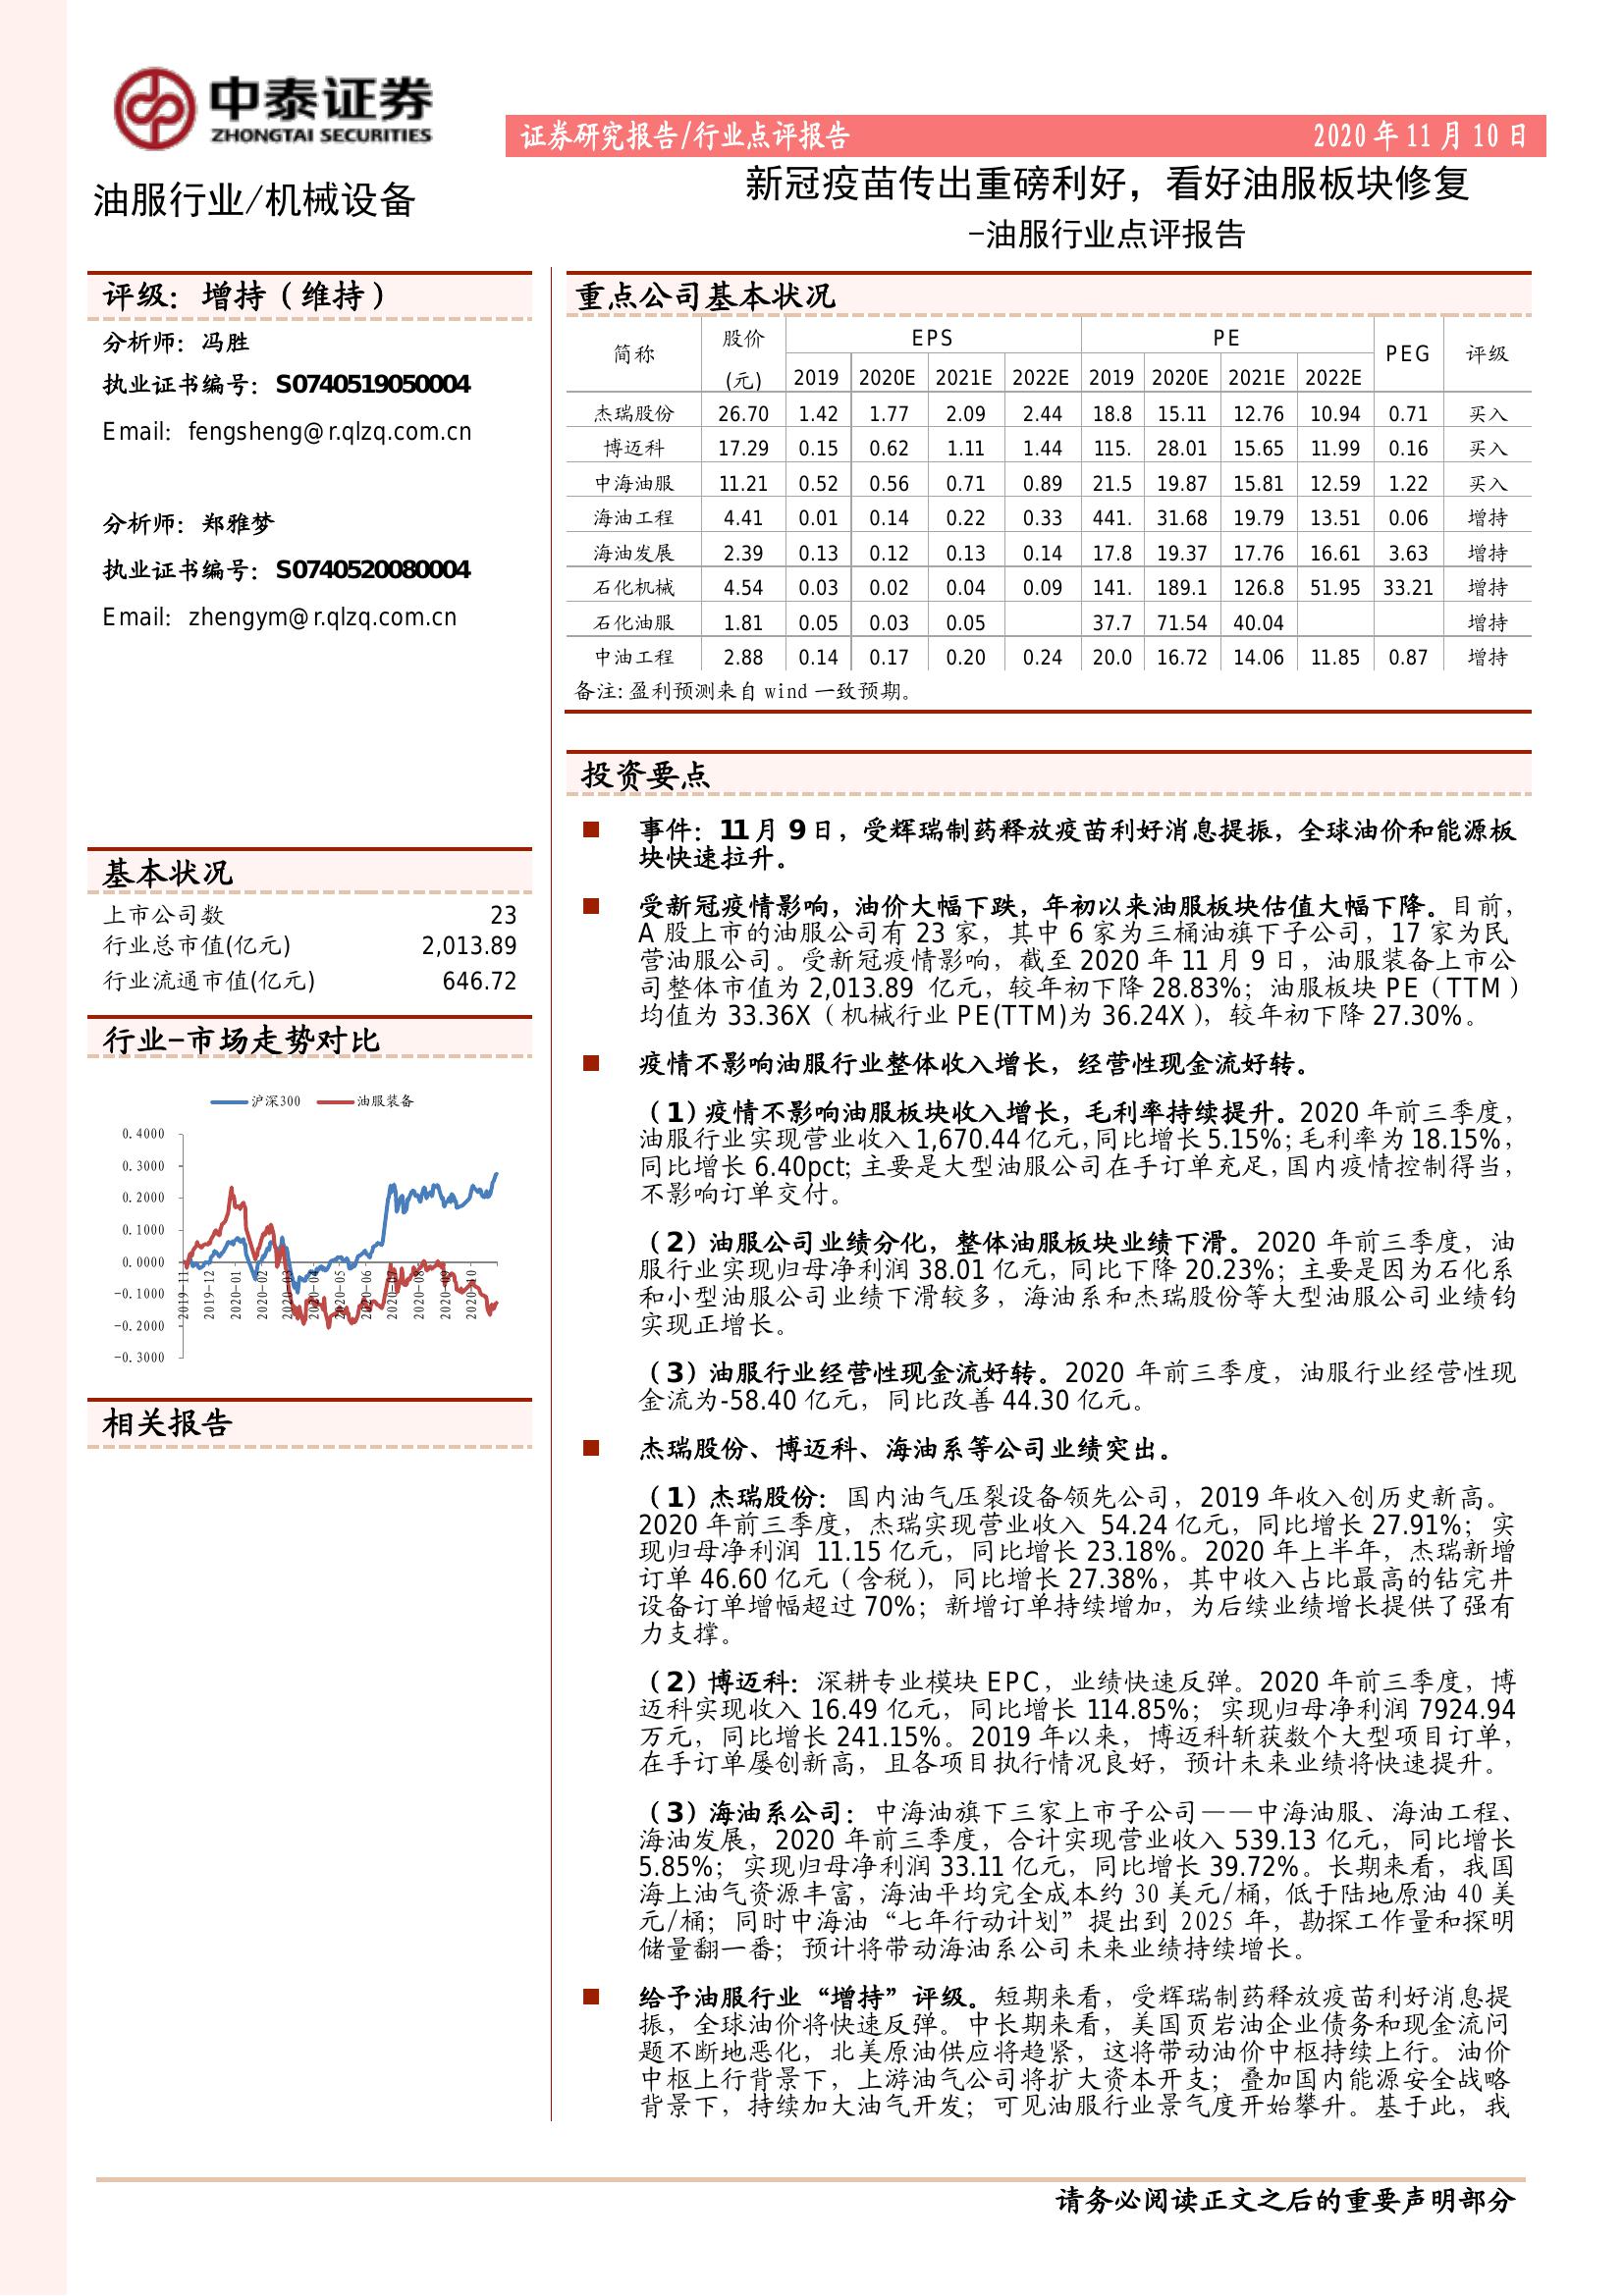 中泰证券
ZHONGTAI SECURITIES
证券研究报告/行业点评报告 2020年11月10日
油服行业/机械设备
新冠疫苗传出重磅利好，看好油服板块修复
-油服行业点评报告
评级：增持（维持）
分析师：冯胜
执业证书编号：S0740519050004
Email：fengsheng@r.qlzq.com.cn
分析师：郑雅梦
执业证书编号：S0740520080004
Email：zhengym@r.qlzq.com.cn
基本状况
上市公司数 23
行业总市值(亿元) 2,013.89
行业流通市值(亿元) 646.72
行业-市场走势对比
沪深300 油服装备
0.4000
0.3000
0.2000
0.1000
0.0000
-0.1000
-0.2000
-0.3000
2019-11 2019-12 2020-01 2020-02 2020-03 2020-04 2020-05 2020-06 2020-07 2020-08 2020-09 2020-10
相关报告
重点公司基本状况
简称 股价(元) EPS PE PEG 评级
2019 2020E 2021E 2022E 2019 2020E 2021E 2022E
杰瑞股份 26.70 1.42 1.77 2.09 2.44 18.8 15.11 12.76 10.94 0.71 买入
博迈科 17.29 0.15 0.62 1.11 1.44 115. 28.01 15.65 11.99 0.16 买入
中海油服 11.21 0.52 0.56 0.71 0.89 21.5 19.87 15.81 12.59 1.22 买入
海油工程 4.41 0.01 0.14 0.22 0.33 441. 31.68 19.79 13.51 0.06 增持
海油发展 2.39 0.13 0.12 0.13 0.14 17.8 19.37 17.76 16.61 3.63 增持
石化机械 4.54 0.03 0.02 0.04 0.09 141. 189.1 126.8 51.95 33.21 增持
石化油服 1.81 0.05 0.03 0.05 37.7 71.54 40.04 增持
中油工程 2.88 0.14 0.17 0.20 0.24 20.0 16.72 14.06 11.85 0.87 增持
备注:盈利预测来自wind一致预期。
投资要点
事件：11月9日，受辉瑞制药释放疫苗利好消息提振，全球油价和能源板
块快速拉升。
受新冠疫情影响，油价大幅下跌，年初以来油服板块估值大幅下降。目前，
A股上市的油服公司有23家，其中6家为三桶油旗下子公司，17家为民
营油服公司。受新冠疫情影响，截至2020年11月9日，油服装备上市公
司整体市值为2,013.89 亿元，较年初下降28.83%；油服板块PE（TTM）
均值为33.36X（机械行业PE(TTM)为36.24X），较年初下降27.30%。
疫情不影响油服行业整体收入增长，经营性现金流好转。
（1）疫情不影响油服板块收入增长，毛利率持续提升。2020年前三季度，
油服行业实现营业收入1,670.44亿元，同比增长5.15%；毛利率为18.15%，
同比增长6.40pct；主要是大型油服公司在手订单充足，国内疫情控制得当，
不影响订单交付。
（2）油服公司业绩分化，整体油服板块业绩下滑。2020年前三季度，油
服行业实现归母净利润38.01亿元，同比下降20.23%；主要是因为石化系
和小型油服公司业绩下滑较多，海油系和杰瑞股份等大型油服公司业绩钧
实现正增长。
（3）油服行业经营性现金流好转。2020年前三季度，油服行业经营性现
金流为-58.40亿元，同比改善44.30亿元。
杰瑞股份、博迈科、海油系等公司业绩突出。
（1）杰瑞股份：国内油气压裂设备领先公司，2019年收入创历史新高。
2020年前三季度，杰瑞实现营业收入 54.24亿元，同比增长27.91%；实
现归母净利润 11.15亿元，同比增长23.18%。2020年上半年，杰瑞新增
订单46.60亿元（含税），同比增长27.38%，其中收入占比最高的钻完井
设备订单增幅超过70%；新增订单持续增加，为后续业绩增长提供了强有
力支撑。
（2）博迈科：深耕专业模块EPC，业绩快速反弹。2020年前三季度，博
迈科实现收入16.49亿元，同比增长114.85%；实现归母净利润7924.94
万元，同比增长241.15%。2019年以来，博迈科斩获数个大型项目订单，
在手订单屡创新高，且各项目执行情况良好，预计未来业绩将快速提升。
（3）海油系公司：中海油旗下三家上市子公司——中海油服、海油工程、
海油发展，2020年前三季度，合计实现营业收入539.13亿元，同比增长
5.85%；实现归母净利润33.11亿元，同比增长39.72%。长期来看，我国
海上油气资源丰富，海油平均完全成本约30美元/桶，低于陆地原油40美
元/桶；同时中海油“七年行动计划”提出到2025年，勘探工作量和探明
储量翻一番；预计将带动海油系公司未来业绩持续增长。
给予油服行业“增持”评级。短期来看，受辉瑞制药释放疫苗利好消息提
振，全球油价将快速反弹。中长期来看，美国页岩油企业债务和现金流问
题不断地恶化，北美原油供应将趋紧，这将带动油价中枢持续上行。油价
中枢上行背景下，上游油气公司将扩大资本开支；叠加国内能源安全战略
背景下，持续加大油气开发；可见油服行业景气度开始攀升。基于此，我
请务必阅读正文之后的重要声明部分